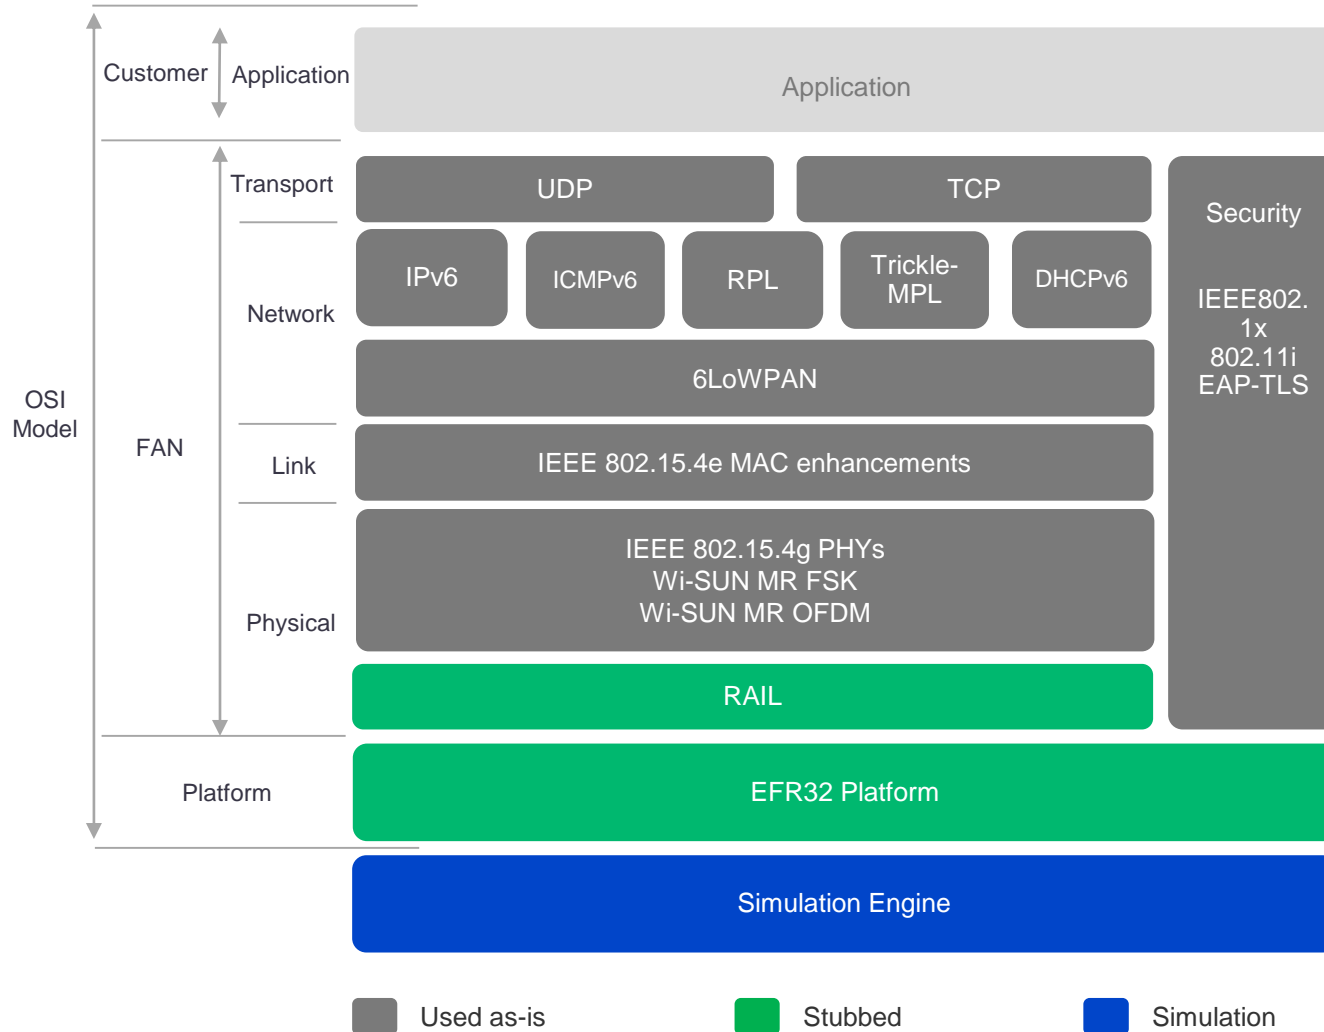 Customer
Application
Application
Transport
UDP
TCP
Security
IEEE802.
1x
802.11i
EAP-TLS
Network
IPv6
ICMPv6
RPL
Trickle-
MPL
DHCPv6
6LoWPAN
OSI
Model
FAN
Link
IEEE 802.15.4e MAC enhancements
Physical
IEEE 802.15.4g PHYs
Wi-SUN MR FSK
Wi-SUN MR OFDM
RAIL
Platform
EFR32 Platform
Simulation Engine
Used as-is
Stubbed
Simulation